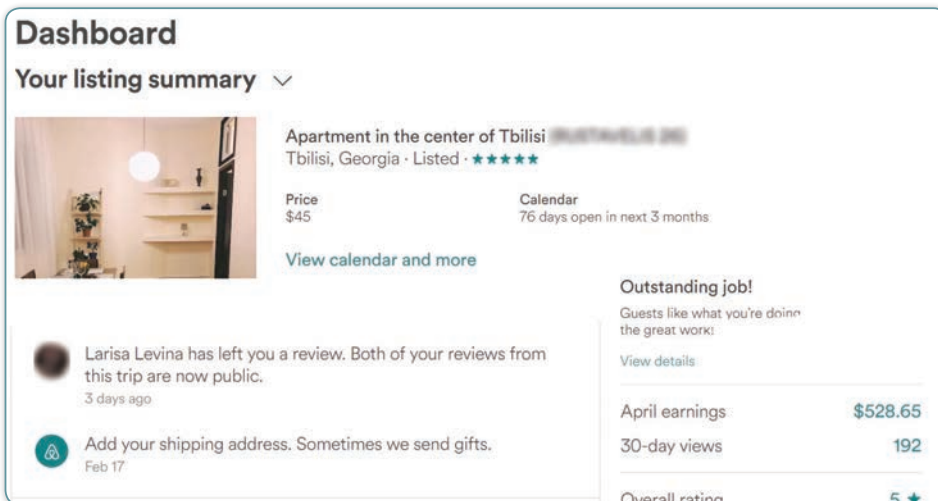 Dashboard
Your listing summary
Apartment in the center of Tbilisi
Tbilisi, Georgia · Listed · ★★★★★
Price
$45
Calendar
76 days open in next 3 months
View calendar and more
Larisa Levina has left you a review. Both of your reviews from
this trip are now public.
3 days ago
Add your shipping address. Sometimes we send gifts.
Feb 17
Outstanding job!
Guests like what you're doing
the great work!
View details
April earnings $528.65
30-day views 192
Overall rating 5 ★